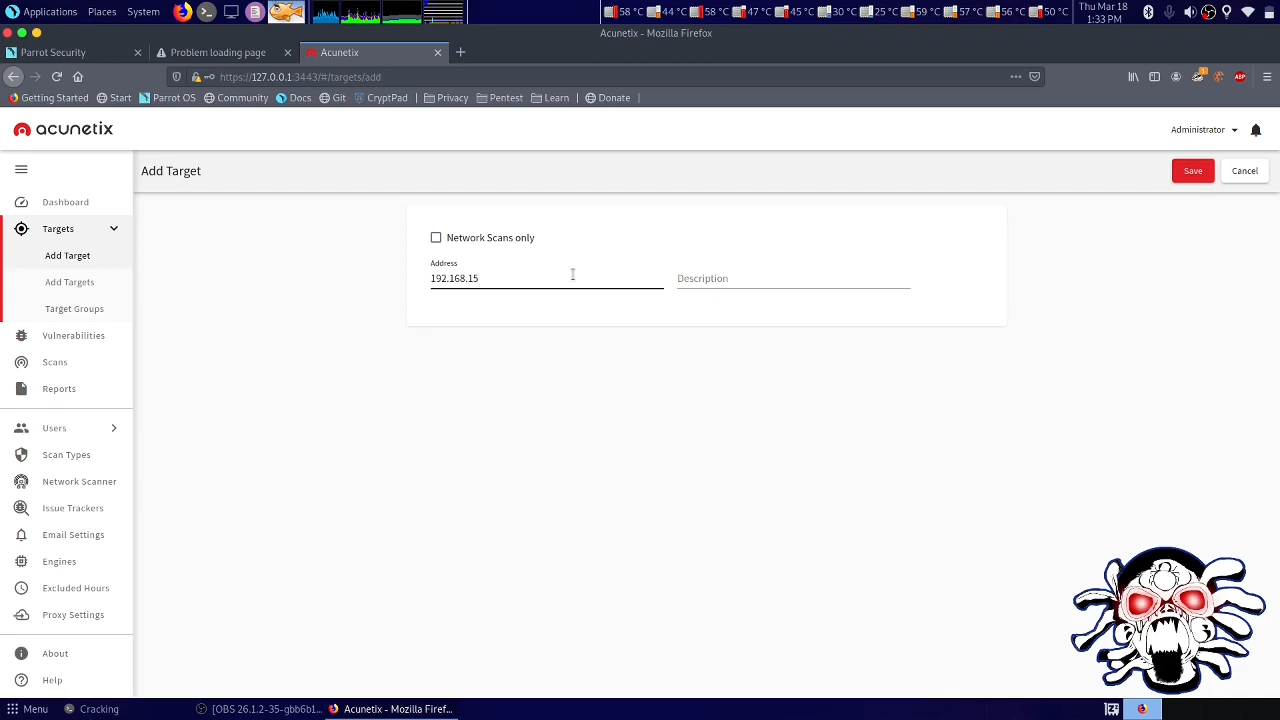 Applications Places System 58 °C 44 °C 58 °C 47 °C 45 °C 30 °C 25 °C 59 °C 57 °C 56 °C 50 °C Thu Mar 18
1:33 PM
Acunetix - Mozilla Firefox
Parrot Security Problem loading page Acunetix
https://127.0.0.1:3443/#/targets/add ABP
Getting Started Start Parrot OS Community Docs Git CryptPad Privacy Pentest Learn Donate
acunetix Administrator
Add Target Save Cancel
Dashboard
Targets
Add Target
Add Targets
Target Groups
Vulnerabilities
Scans
Reports
Users
Scan Types
Network Scanner
Issue Trackers
Email Settings
Engines
Excluded Hours
Proxy Settings
About
Help
Network Scans only
Address
192.168.15 Description
Menu Cracking [OBS 26.1.2-35-gbb6b1... Acunetix - Mozilla Firef...